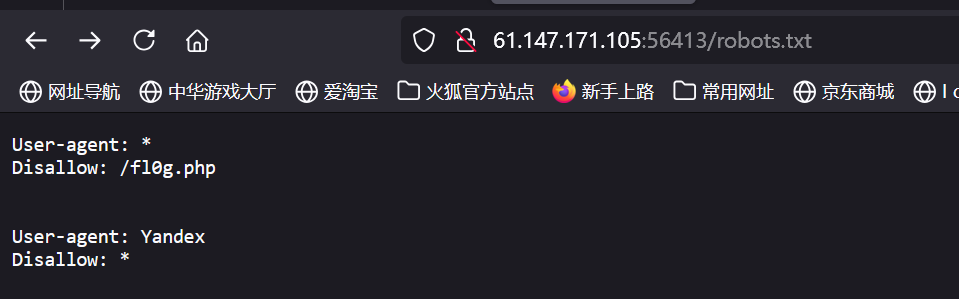 61.147.171.105:56413/robots.txt
网址导航 中华游戏大厅 爱淘宝 火狐官方站点 新手上路 常用网址 京东商城
User-agent: *
Disallow: /fl0g.php
User-agent: Yandex
Disallow: *